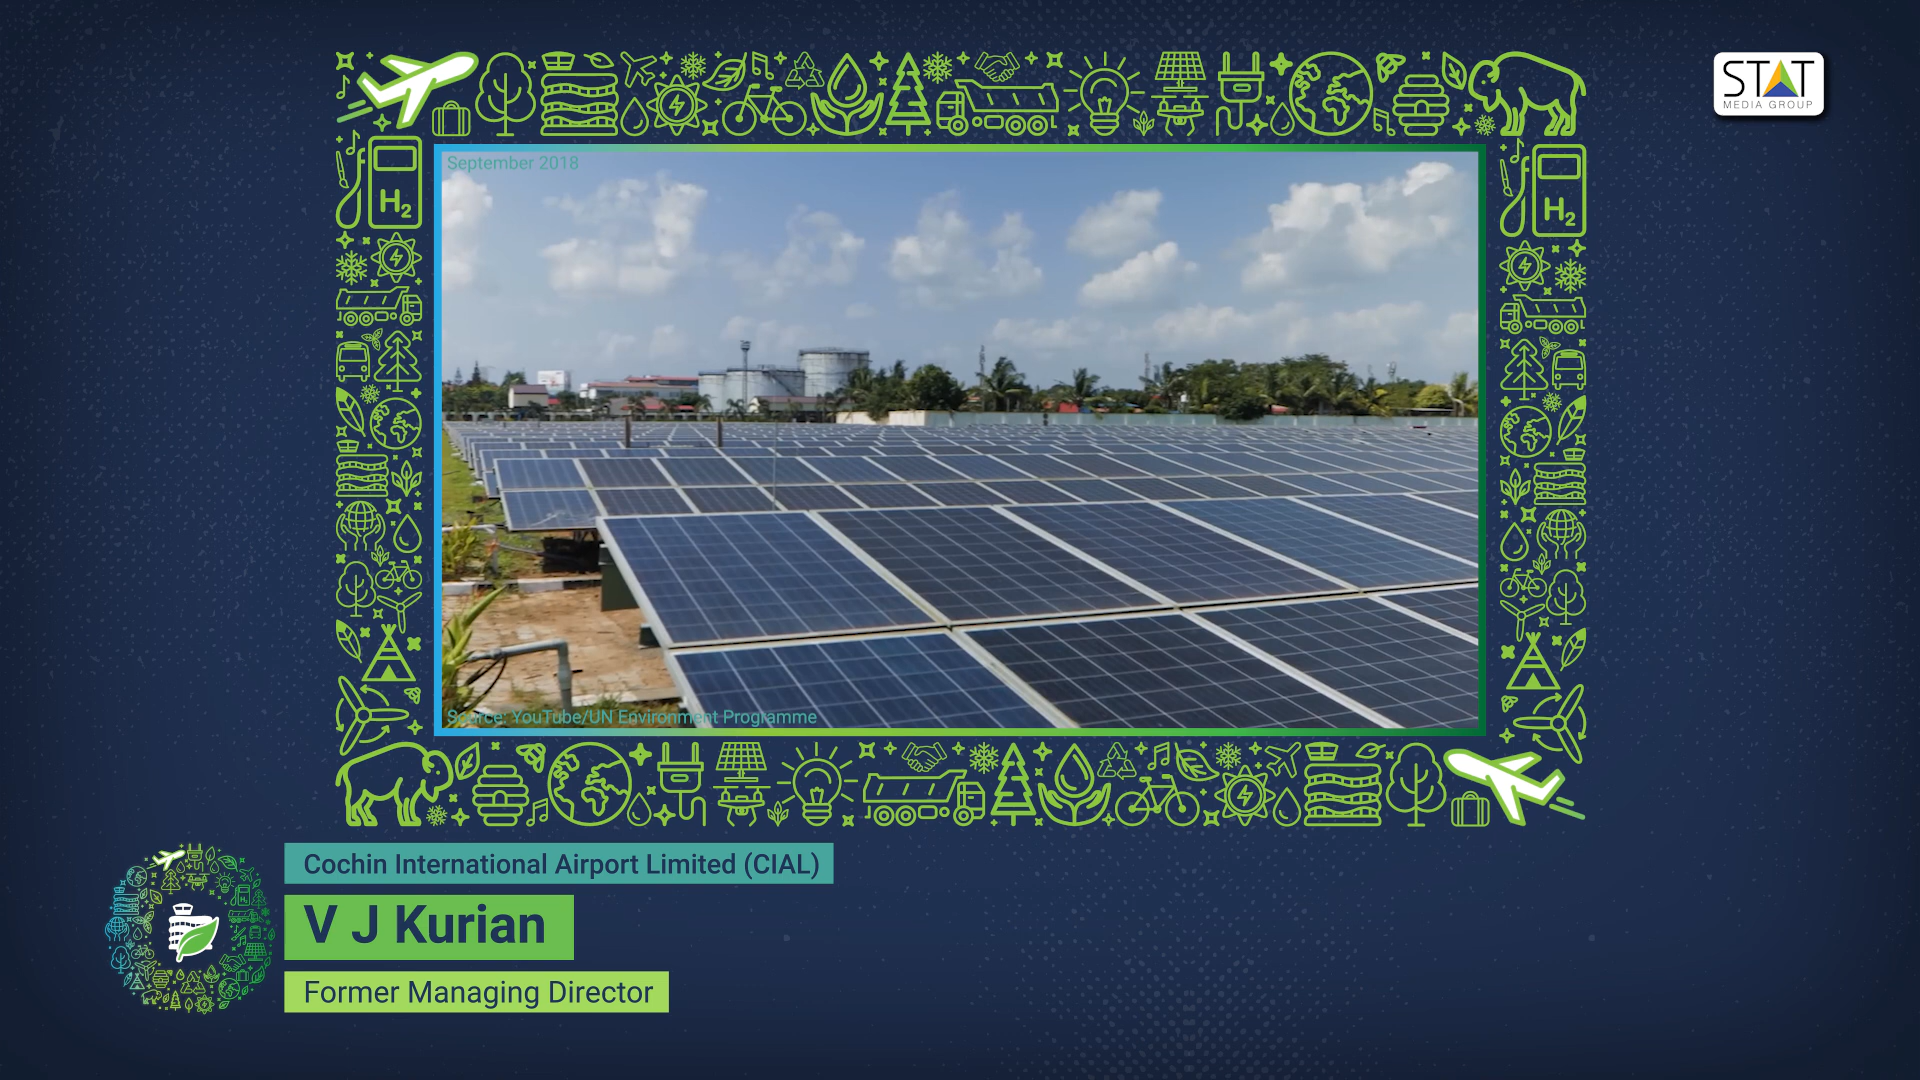 STAT
MEDIA GROUP
September 2018
H2
H2
Source: YouTube/UN Environment Programme
Cochin International Airport Limited (CIAL)
V J Kurian
Former Managing Director